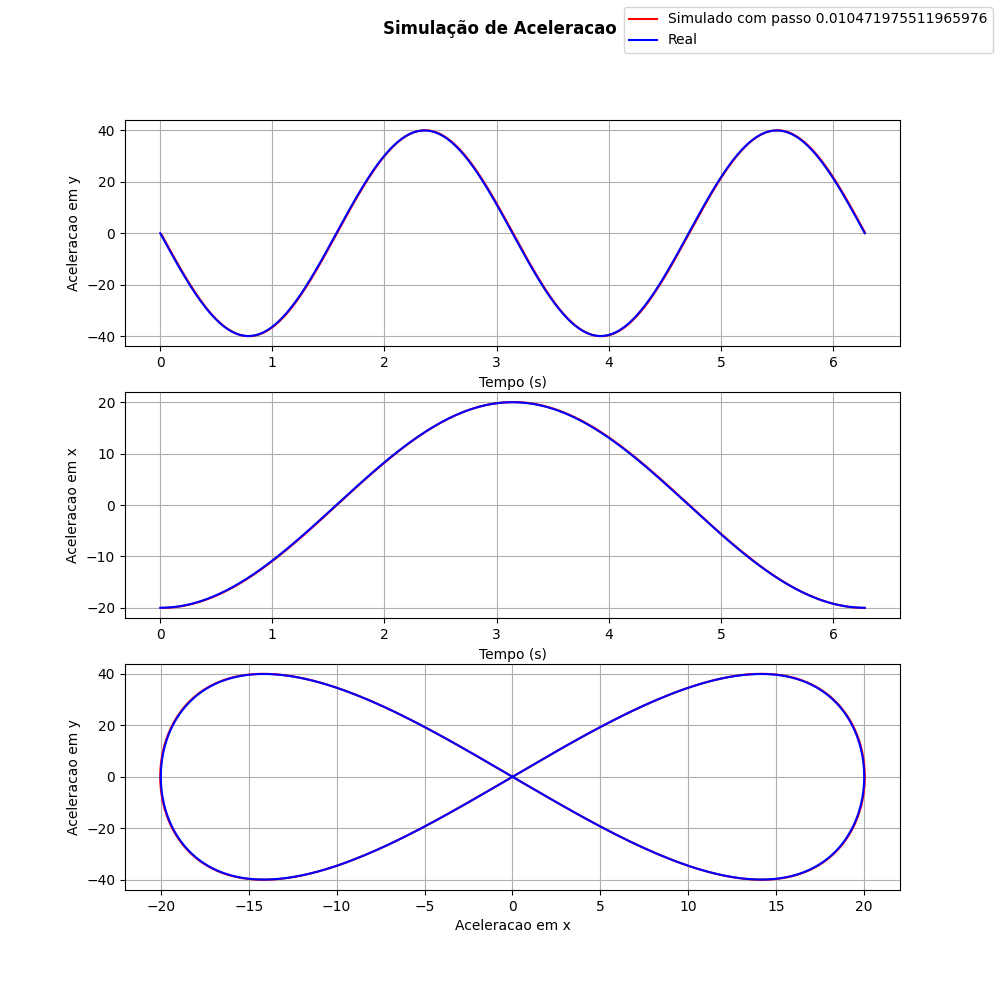 Simulação de Aceleracao
Simulado com passo 0.010471975511965976
Real
Aceleracao em y
40
20
0
−20
−40
0 1 2 3 4 5 6
Tempo (s)
Aceleracao em x
20
10
0
−10
−20
0 1 2 3 4 5 6
Tempo (s)
Aceleracao em y
40
20
0
−20
−40
−20 −15 −10 −5 0 5 10 15 20
Aceleracao em x